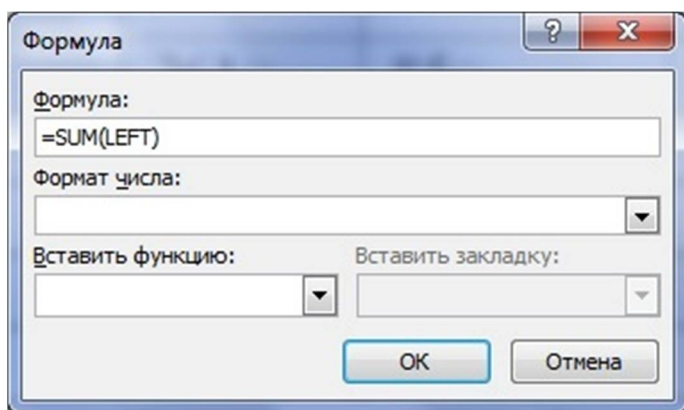 Формула
Формула:
=SUM(LEFT)
Формат числа:
Вставить функцию: Вставить закладку:
ОК Отмена